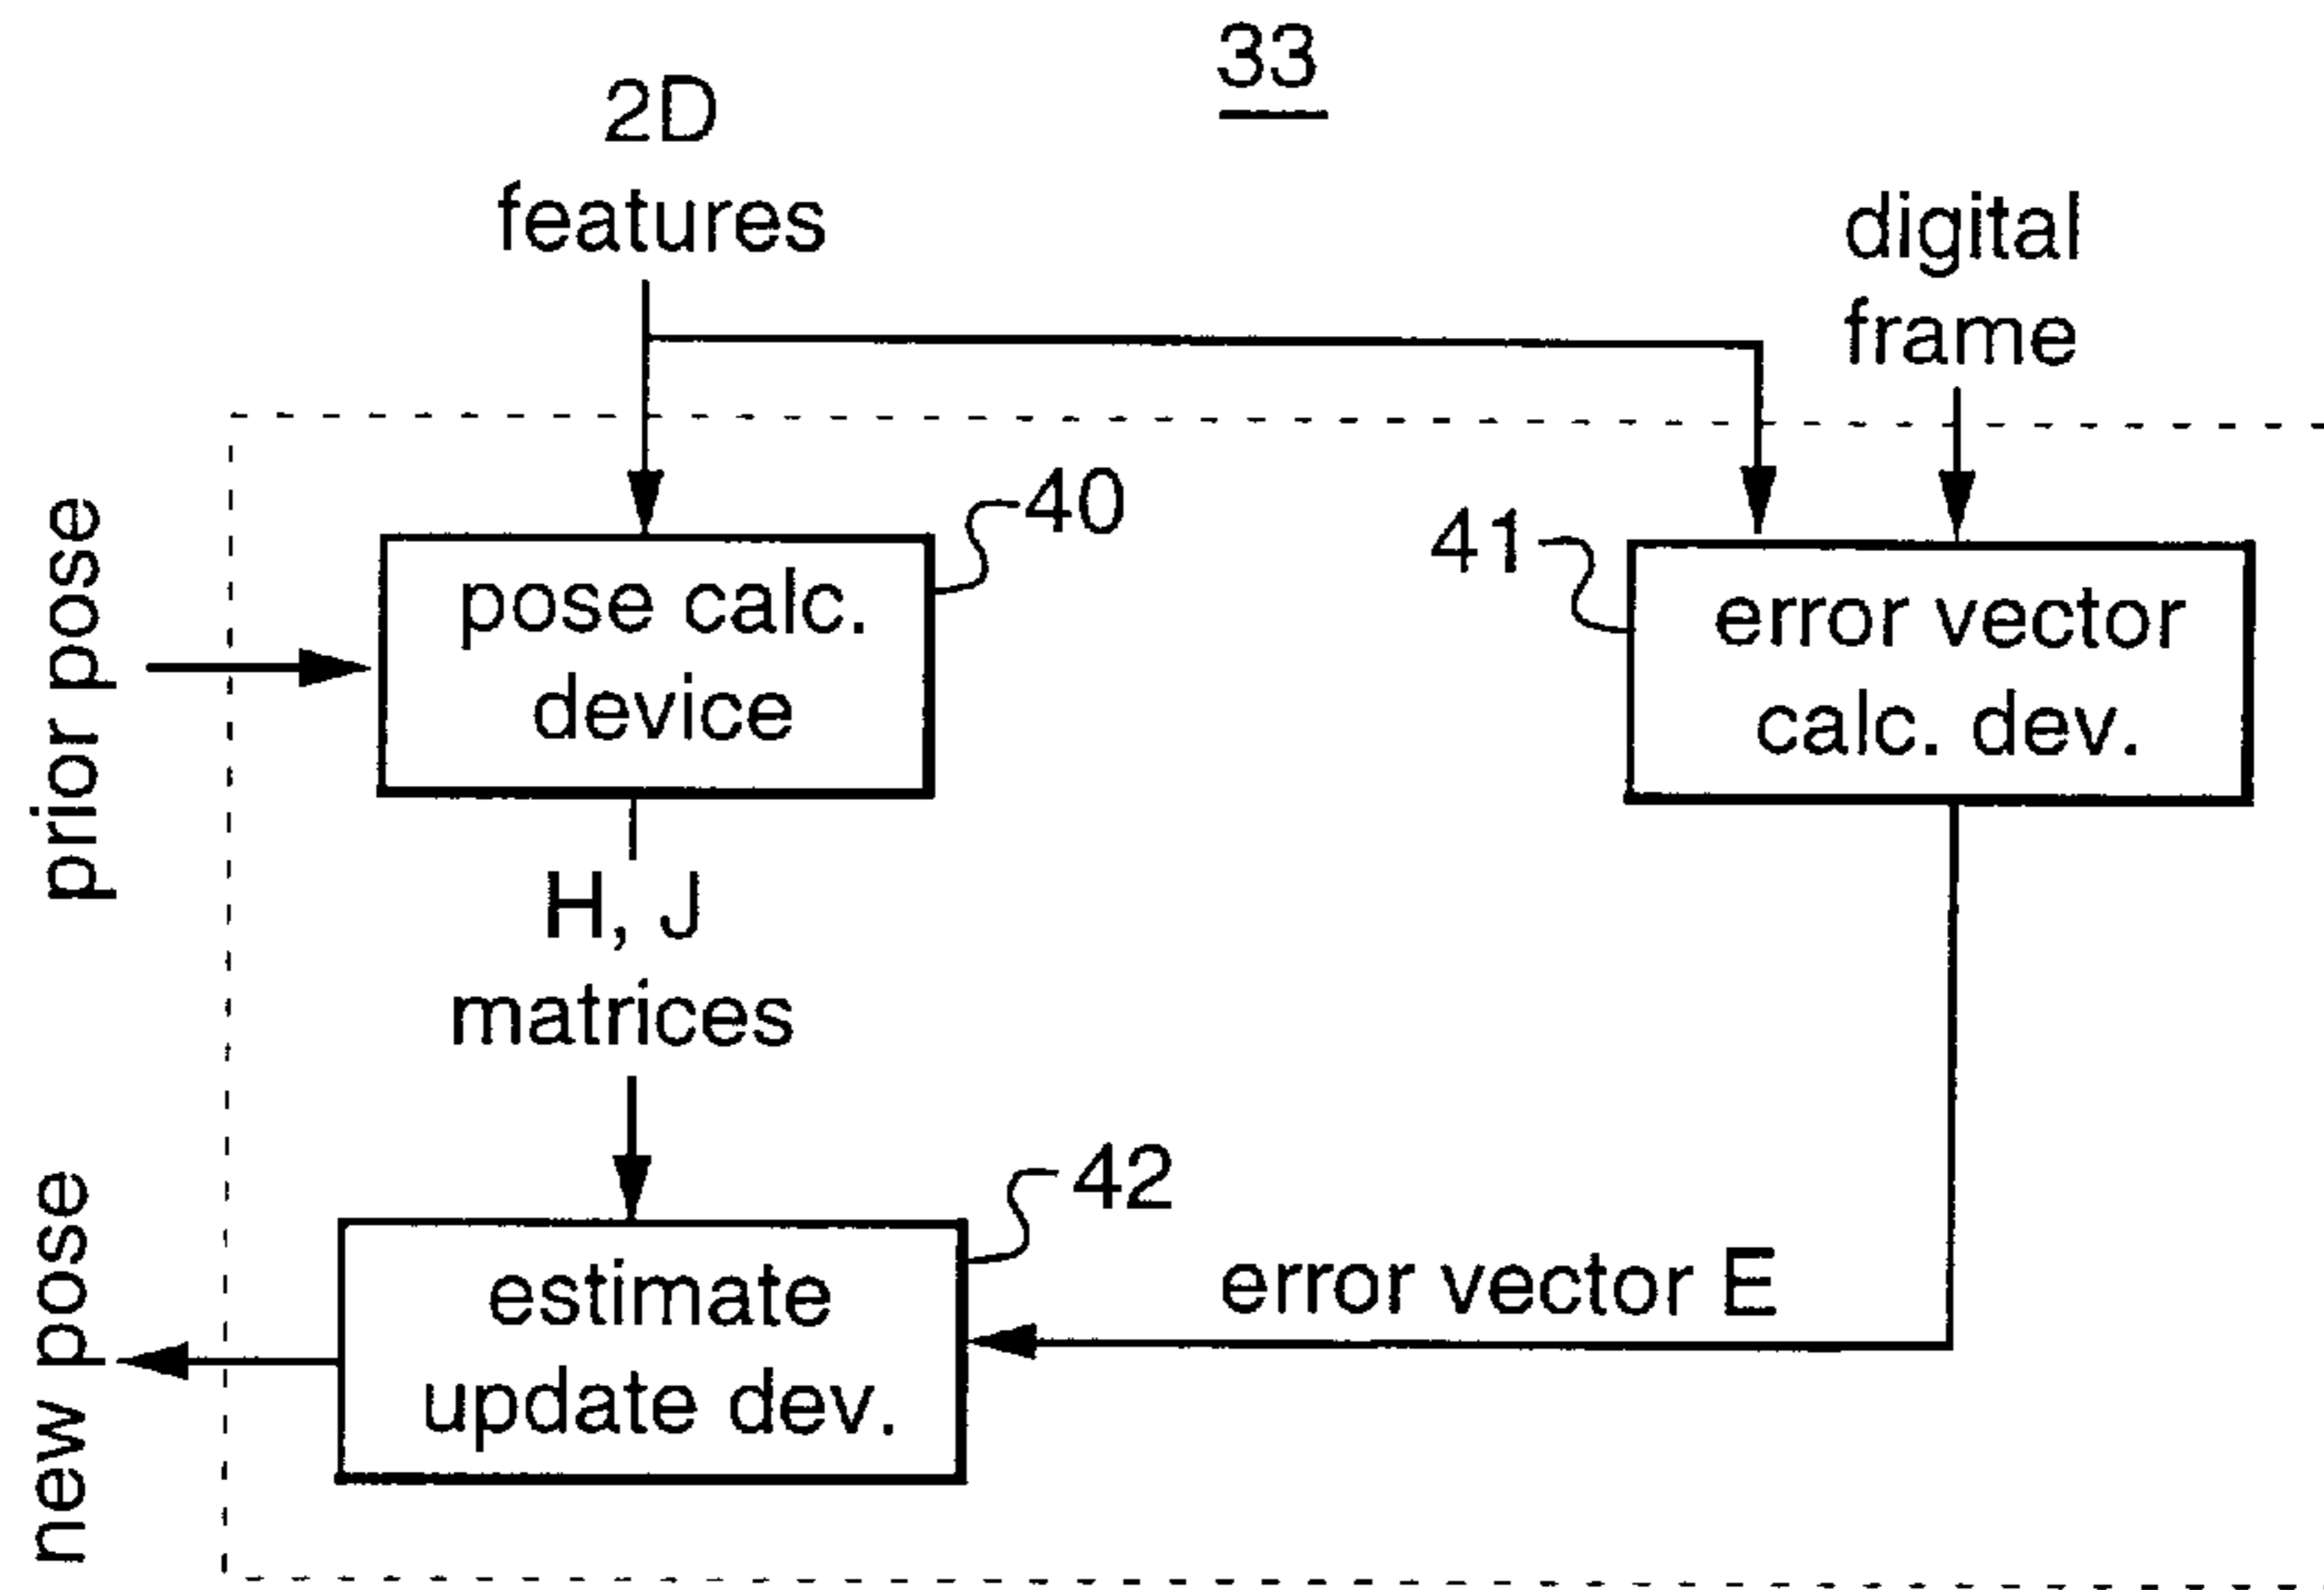 33
2D
features
digital
frame
prior pose
40
pose calc.
device
41
error vector
calc. dev.
H, J
matrices
42
estimate
update dev.
error vector E
new pose